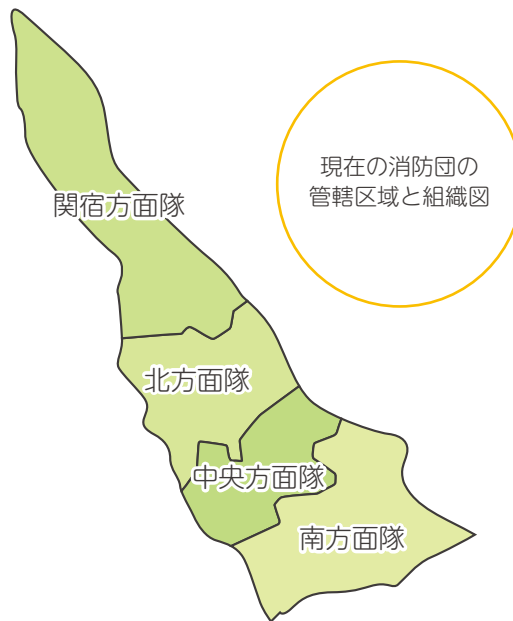 現在の消防団の
管轄区域と組織図
関宿方面隊
北方面隊
中央方面隊
南方面隊